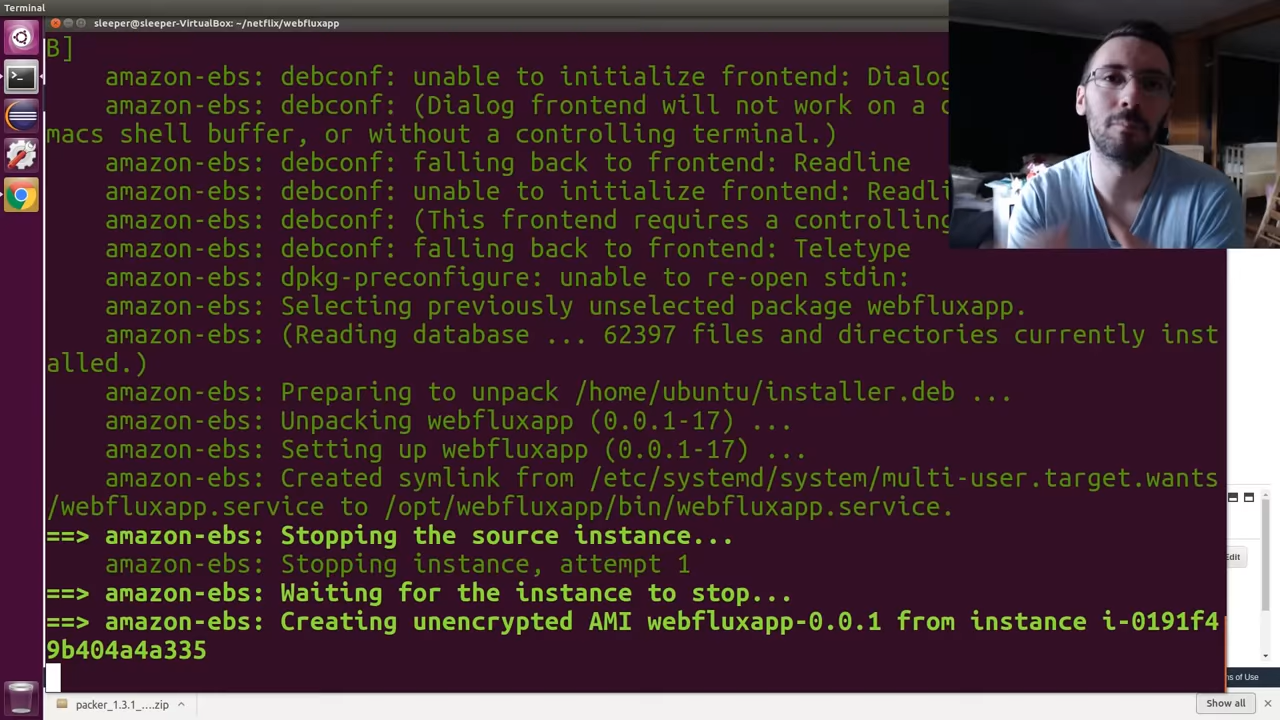 Terminal
sleeper@sleeper-VirtualBox: ~/netflix/webfluxapp
B]
amazon-ebs: debconf: unable to initialize frontend: Dialog
amazon-ebs: debconf: (Dialog frontend will not work on a
macs shell buffer, or without a controlling terminal.)
amazon-ebs: debconf: falling back to frontend: Readline
amazon-ebs: debconf: unable to initialize frontend: Readli
amazon-ebs: debconf: (This frontend requires a controlling
amazon-ebs: debconf: falling back to frontend: Teletype
amazon-ebs: dpkg-preconfigure: unable to re-open stdin:
amazon-ebs: Selecting previously unselected package webfluxapp.
amazon-ebs: (Reading database ... 62397 files and directories currently inst
alled.)
amazon-ebs: Preparing to unpack /home/ubuntu/installer.deb ...
amazon-ebs: Unpacking webfluxapp (0.0.1-17) ...
amazon-ebs: Setting up webfluxapp (0.0.1-17) ...
amazon-ebs: Created symlink from /etc/systemd/system/multi-user.target.wants
/webfluxapp.service to /opt/webfluxapp/bin/webfluxapp.service.
==> amazon-ebs: Stopping the source instance...
amazon-ebs: Stopping instance, attempt 1
==> amazon-ebs: Waiting for the instance to stop...
==> amazon-ebs: Creating unencrypted AMI webfluxapp-0.0.1 from instance i-0191f4
9b404a4a335
Edit
ns of Use
packer_1.3.1_....zip
Show all